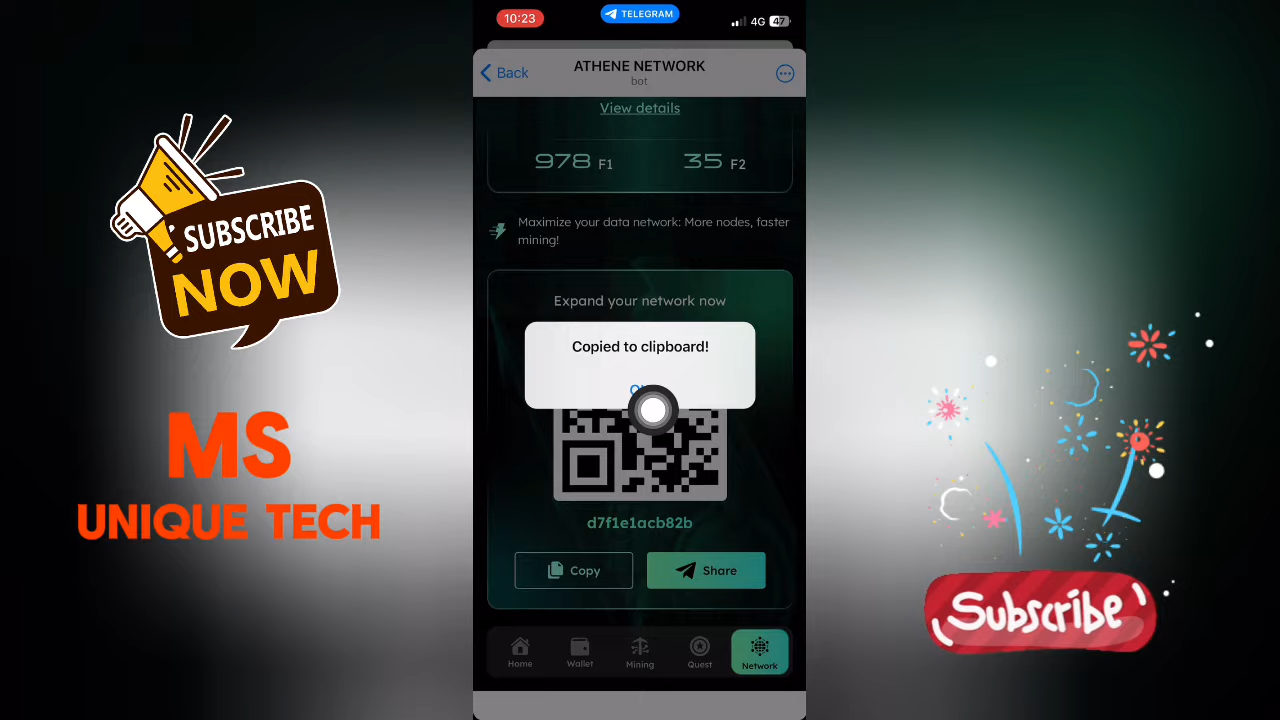 10:23
TELEGRAM
4G 47
Back
ATHENE NETWORK
bot
View details
978 F1
35 F2
Maximize your data network: More nodes, faster
mining!
Expand your network now
Copied to clipboard!
d7f1e1acb82b
Copy
Share
Home
Wallet
Mining
Quest
Network
SUBSCRIBE
NOW
MS
UNIQUE TECH
Subscribe